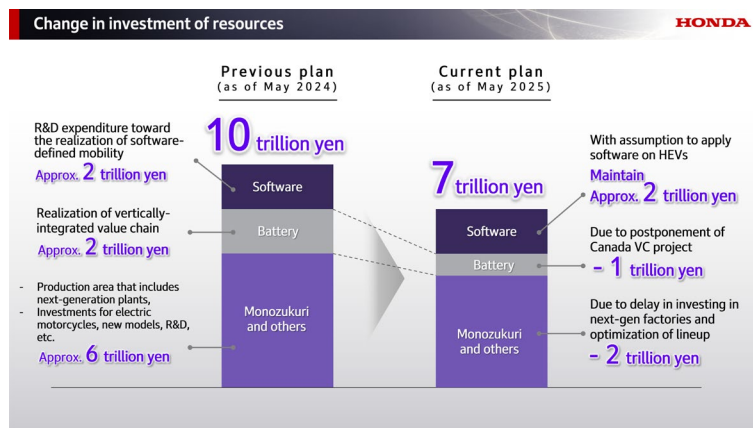 Change in investment of resources
HONDA
Previous plan
(as of May 2024)
Current plan
(as of May 2025)
R&D expenditure toward
the realization of software-
defined mobility
Approx. 2 trillion yen
Realization of vertically-
integrated value chain
Approx. 2 trillion yen
- Production area that includes
next-generation plants,
- Investments for electric
motorcycles, new models, R&D,
etc.
Approx. 6 trillion yen
10 trillion yen
Software
Battery
Monozukuri
and others
7 trillion yen
Software
Battery
Monozukuri
and others
With assumption to apply
software on HEVs
Maintain
Approx. 2 trillion yen
Due to postponement of
Canada VC project
- 1 trillion yen
Due to delay in investing in
next-gen factories and
optimization of lineup
- 2 trillion yen